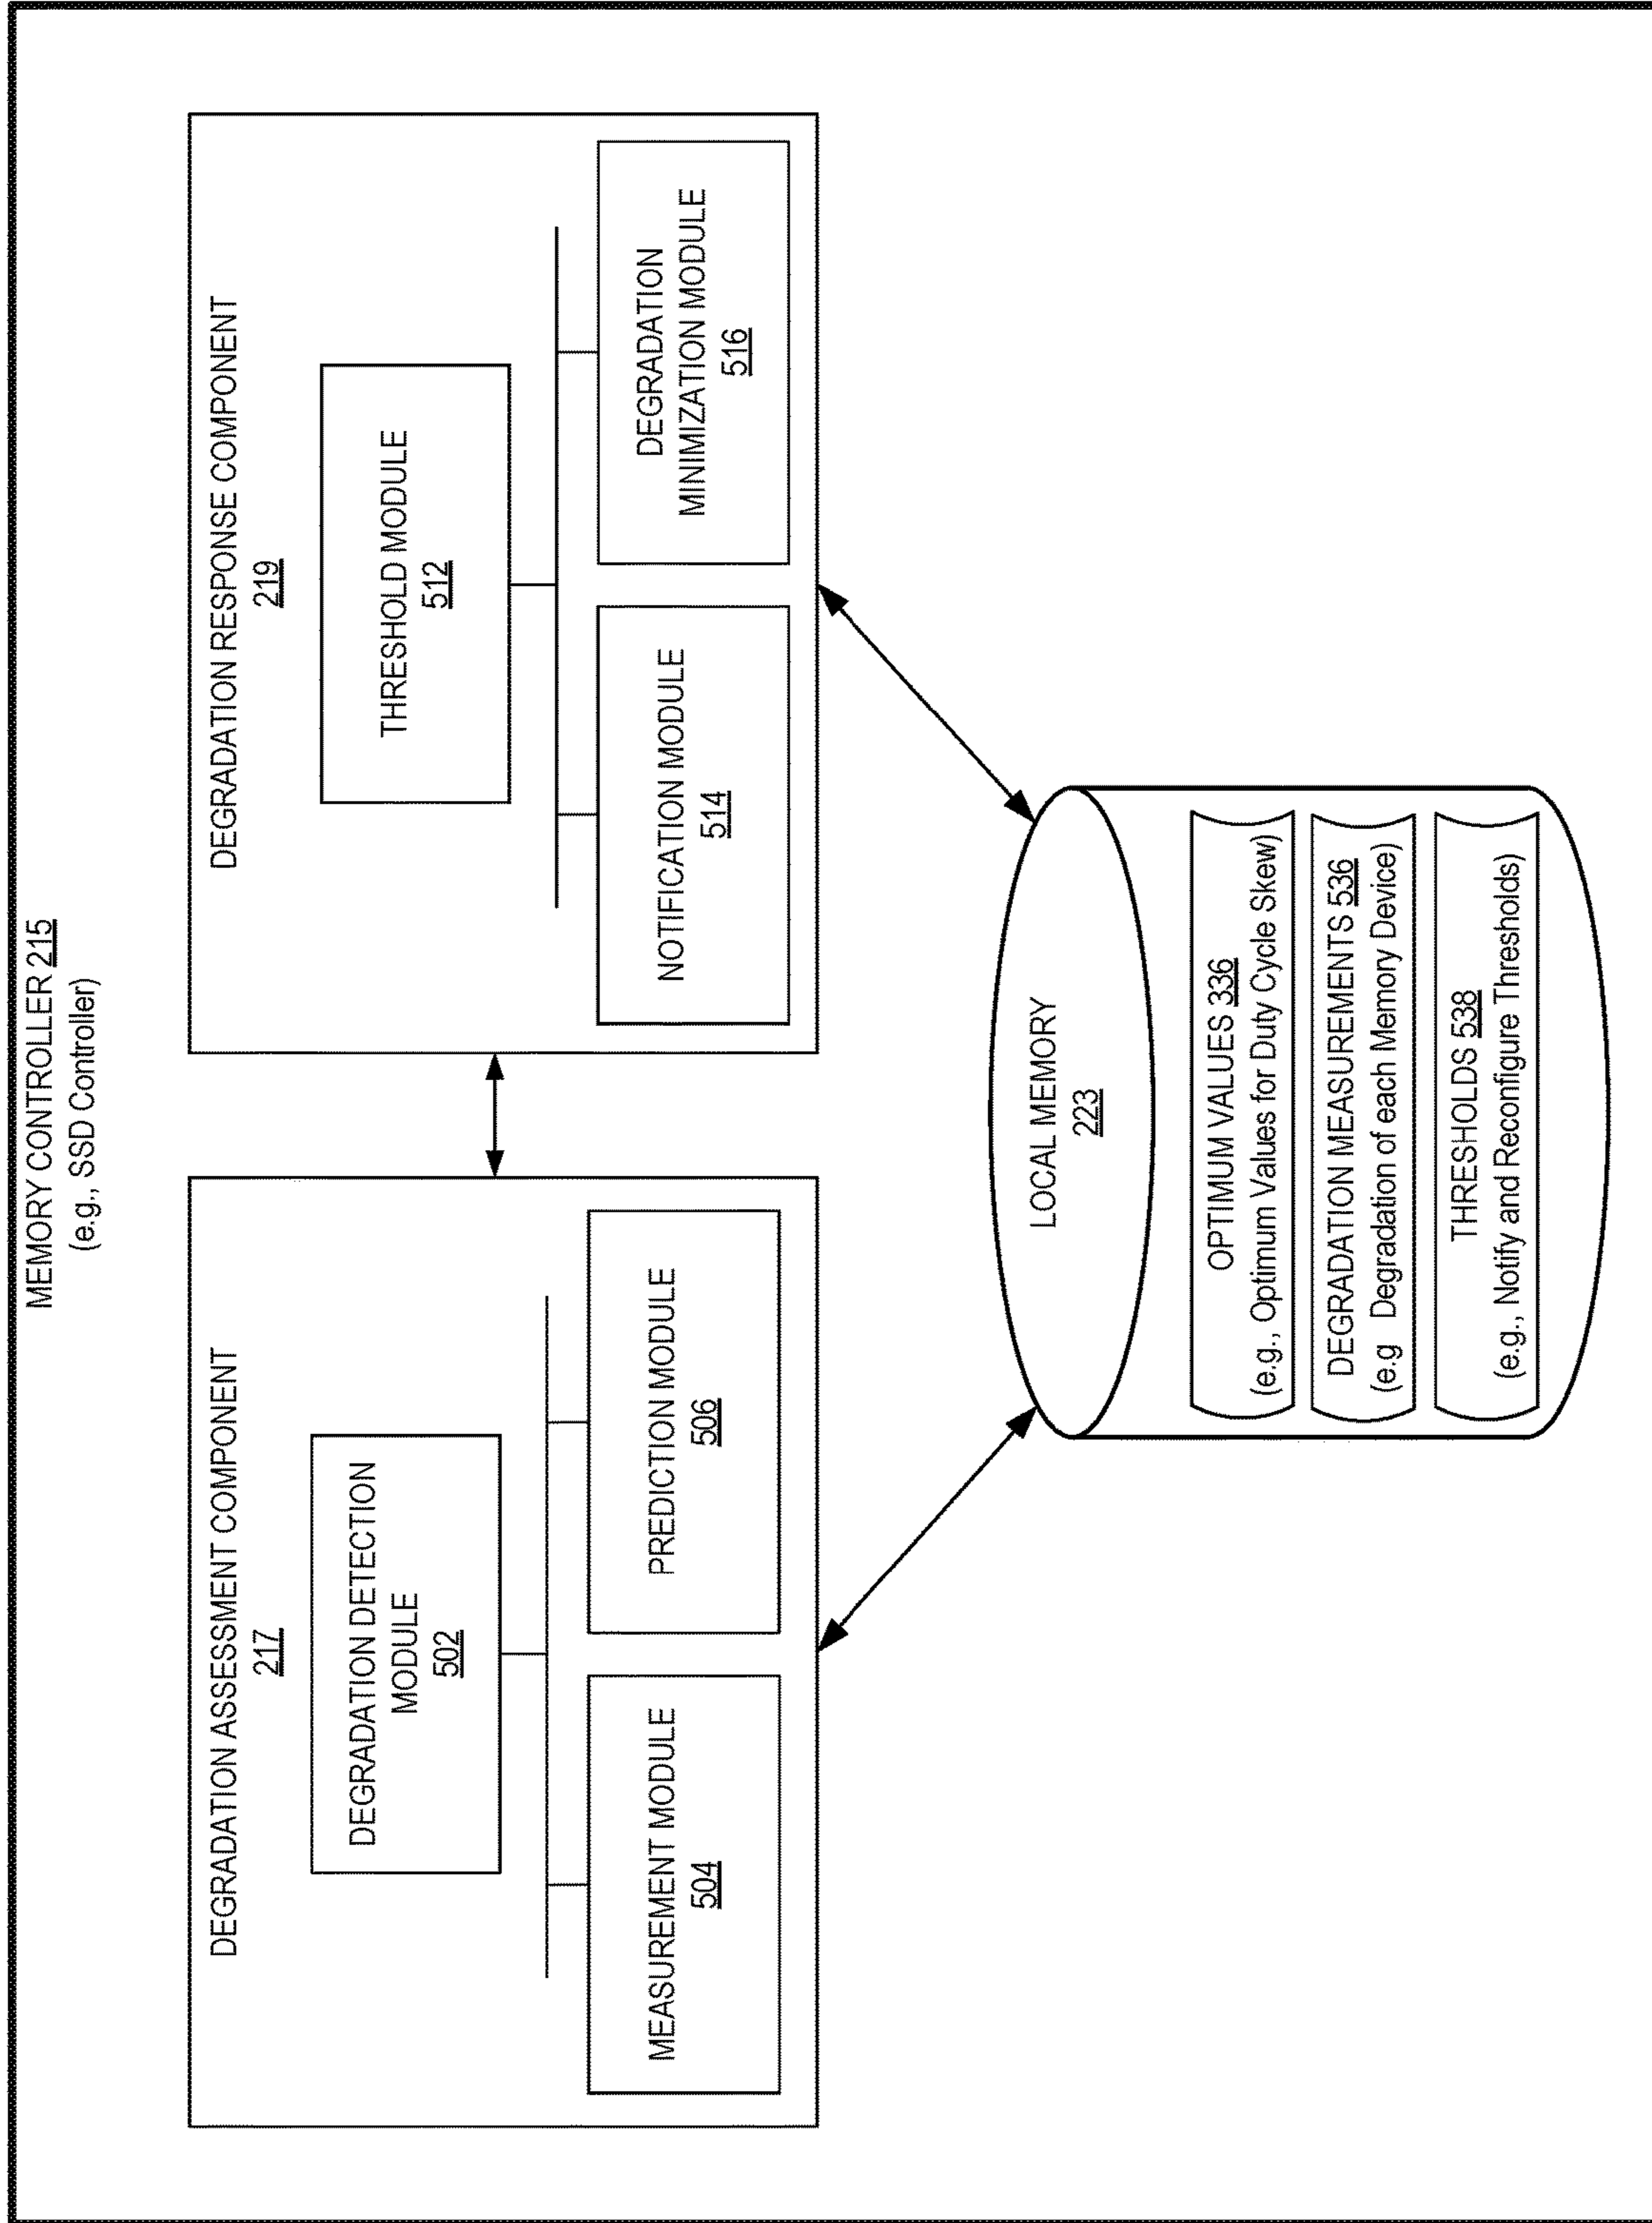 MEMORY CONTROLLER 215
(e.g., SSD Controller)
DEGRADATION ASSESSMENT COMPONENT
217
DEGRADATION DETECTION
MODULE
502
MEASUREMENT MODULE
504
PREDICTION MODULE
506
DEGRADATION RESPONSE COMPONENT
219
THRESHOLD MODULE
512
NOTIFICATION MODULE
514
DEGRADATION
MINIMIZATION MODULE
516
LOCAL MEMORY
223
OPTIMUM VALUES 336
(e.g., Optimum Values for Duty Cycle Skew)
DEGRADATION MEASUREMENTS 536
(e.g Degradation of each Memory Device)
THRESHOLDS 538
(e.g., Notify and Reconfigure Thresholds)